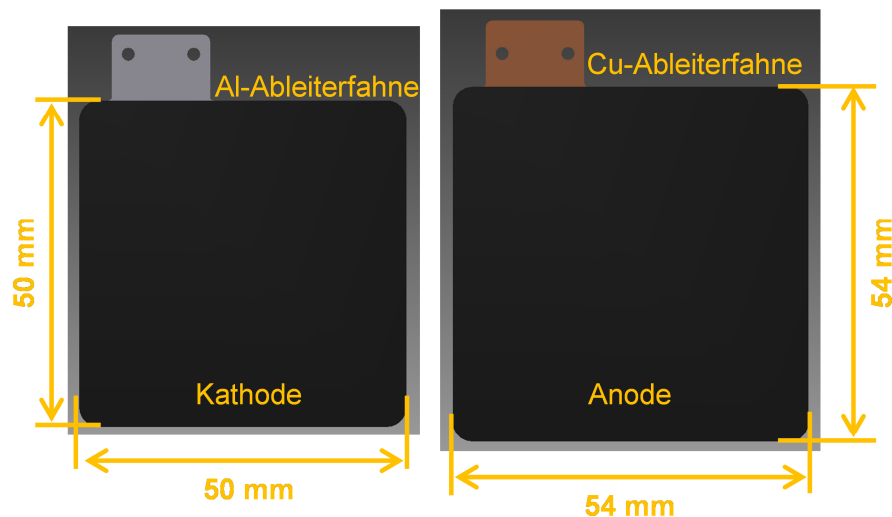 Al-Ableiterfahne
50 mm
Kathode
50 mm
Cu-Ableiterfahne
54 mm
Anode
54 mm